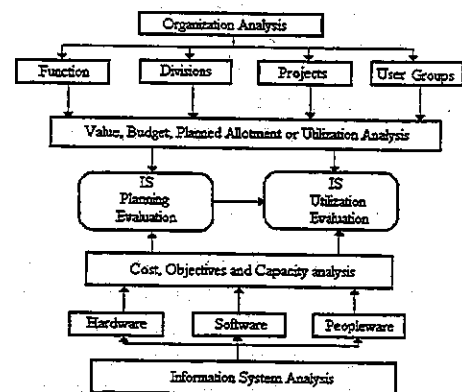 Organization Analysis
Function
Divisions
Projects
User Groups
Value, Budget, Planned Allotment or Utilization Analysis
IS
Planning
Evaluation
IS
Utilization
Evaluation
Cost, Objectives and Capacity analysis
Hardware
Software
Peopleware
Information System Analysis